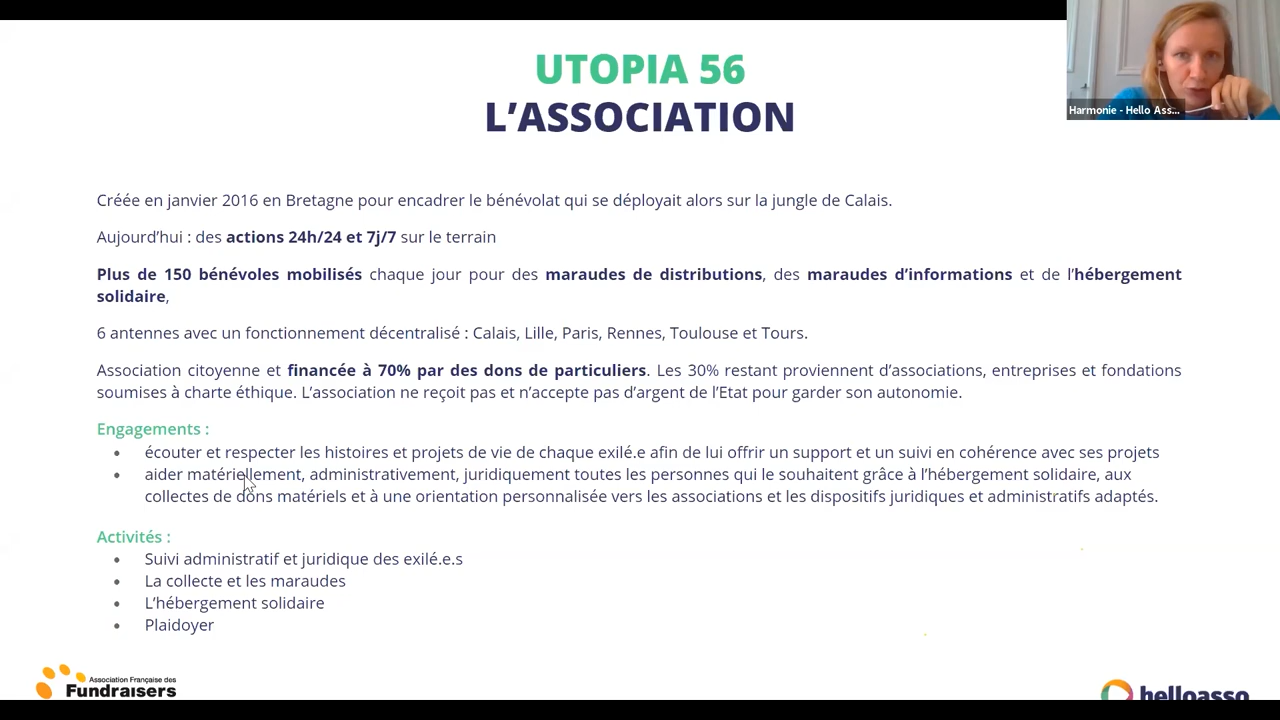 UTOPIA 56
L'ASSOCIATION
Harmonie - Hello Ass...
Créée en janvier 2016 en Bretagne pour encadrer le bénévolat qui se déployait alors sur la jungle de Calais.
Aujourd'hui : des actions 24h/24 et 7j/7 sur le terrain
Plus de 150 bénévoles mobilisés chaque jour pour des maraudes de distributions, des maraudes d'informations et de l'hébergement
solidaire,
6 antennes avec un fonctionnement décentralisé : Calais, Lille, Paris, Rennes, Toulouse et Tours.
Association citoyenne et financée à 70% par des dons de particuliers. Les 30% restant proviennent d'associations, entreprises et fondations
soumises à charte éthique. L'association ne reçoit pas et n'accepte pas d'argent de l'Etat pour garder son autonomie.
Engagements :
• écouter et respecter les histoires et projets de vie de chaque exilé.e afin de lui offrir un support et un suivi en cohérence avec ses projets
• aider matériellement, administrativement, juridiquement toutes les personnes qui le souhaitent grâce à l'hébergement solidaire, aux
collectes de dons matériels et à une orientation personnalisée vers les associations et les dispositifs juridiques et administratifs adaptés.
Activités :
• Suivi administratif et juridique des exilé.e.s
• La collecte et les maraudes
• L'hébergement solidaire
• Plaidoyer
Association Française des
Fundraisers
helloasso